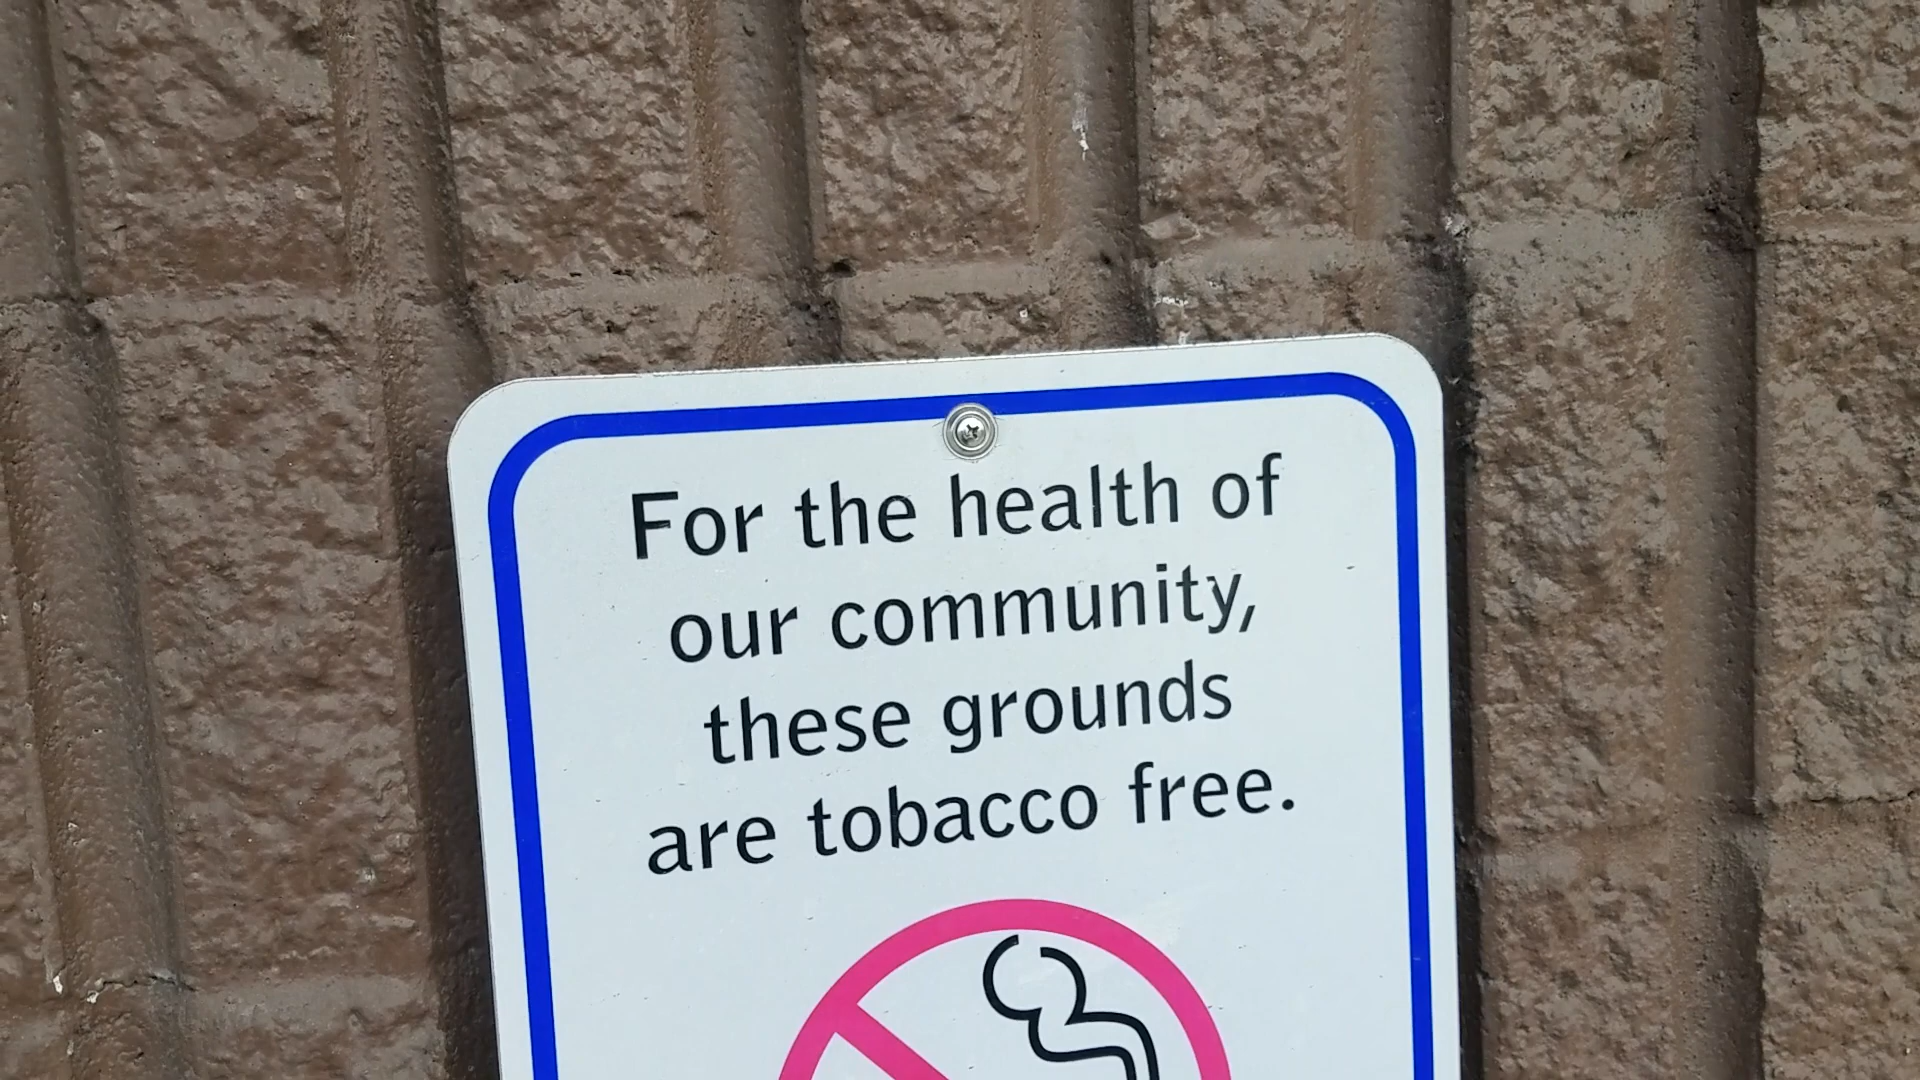 For the health of
our community,
these grounds
are tobacco free.